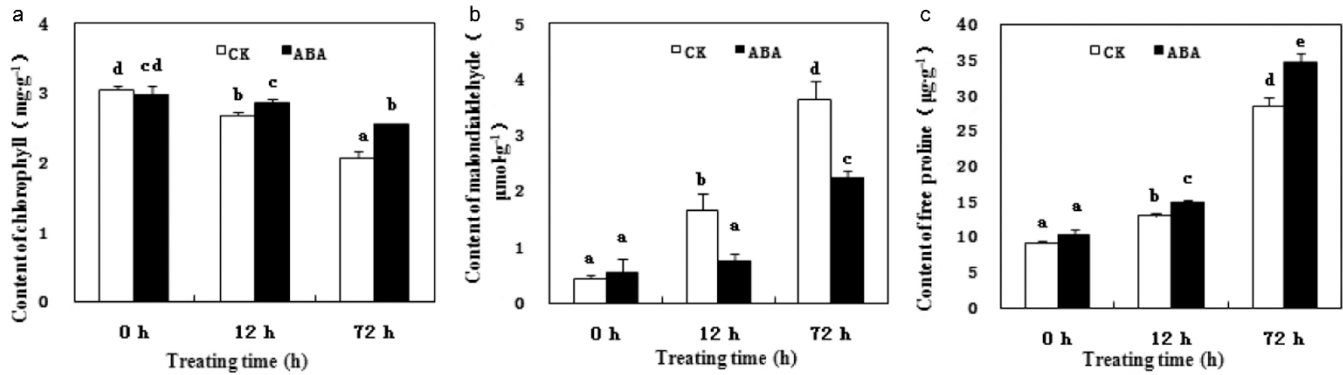 a
Content of chlorophyll ( mg·g⁻¹)
4
3
2
1
0
CK ABA
d cd
b c
a b
0 h 12 h 72 h
Treating time (h)
b
Content of malondialdehyde (
μmol·g⁻¹)
5
4
3
2
1
0
CK ABA
a a
b a
d c
0 h 12 h 72 h
Treating time (h)
c
Content of free proline ( μg·g⁻¹)
40
35
30
25
20
15
10
5
0
CK ABA
a a
b c
d e
0 h 12 h 72 h
Treating time (h)